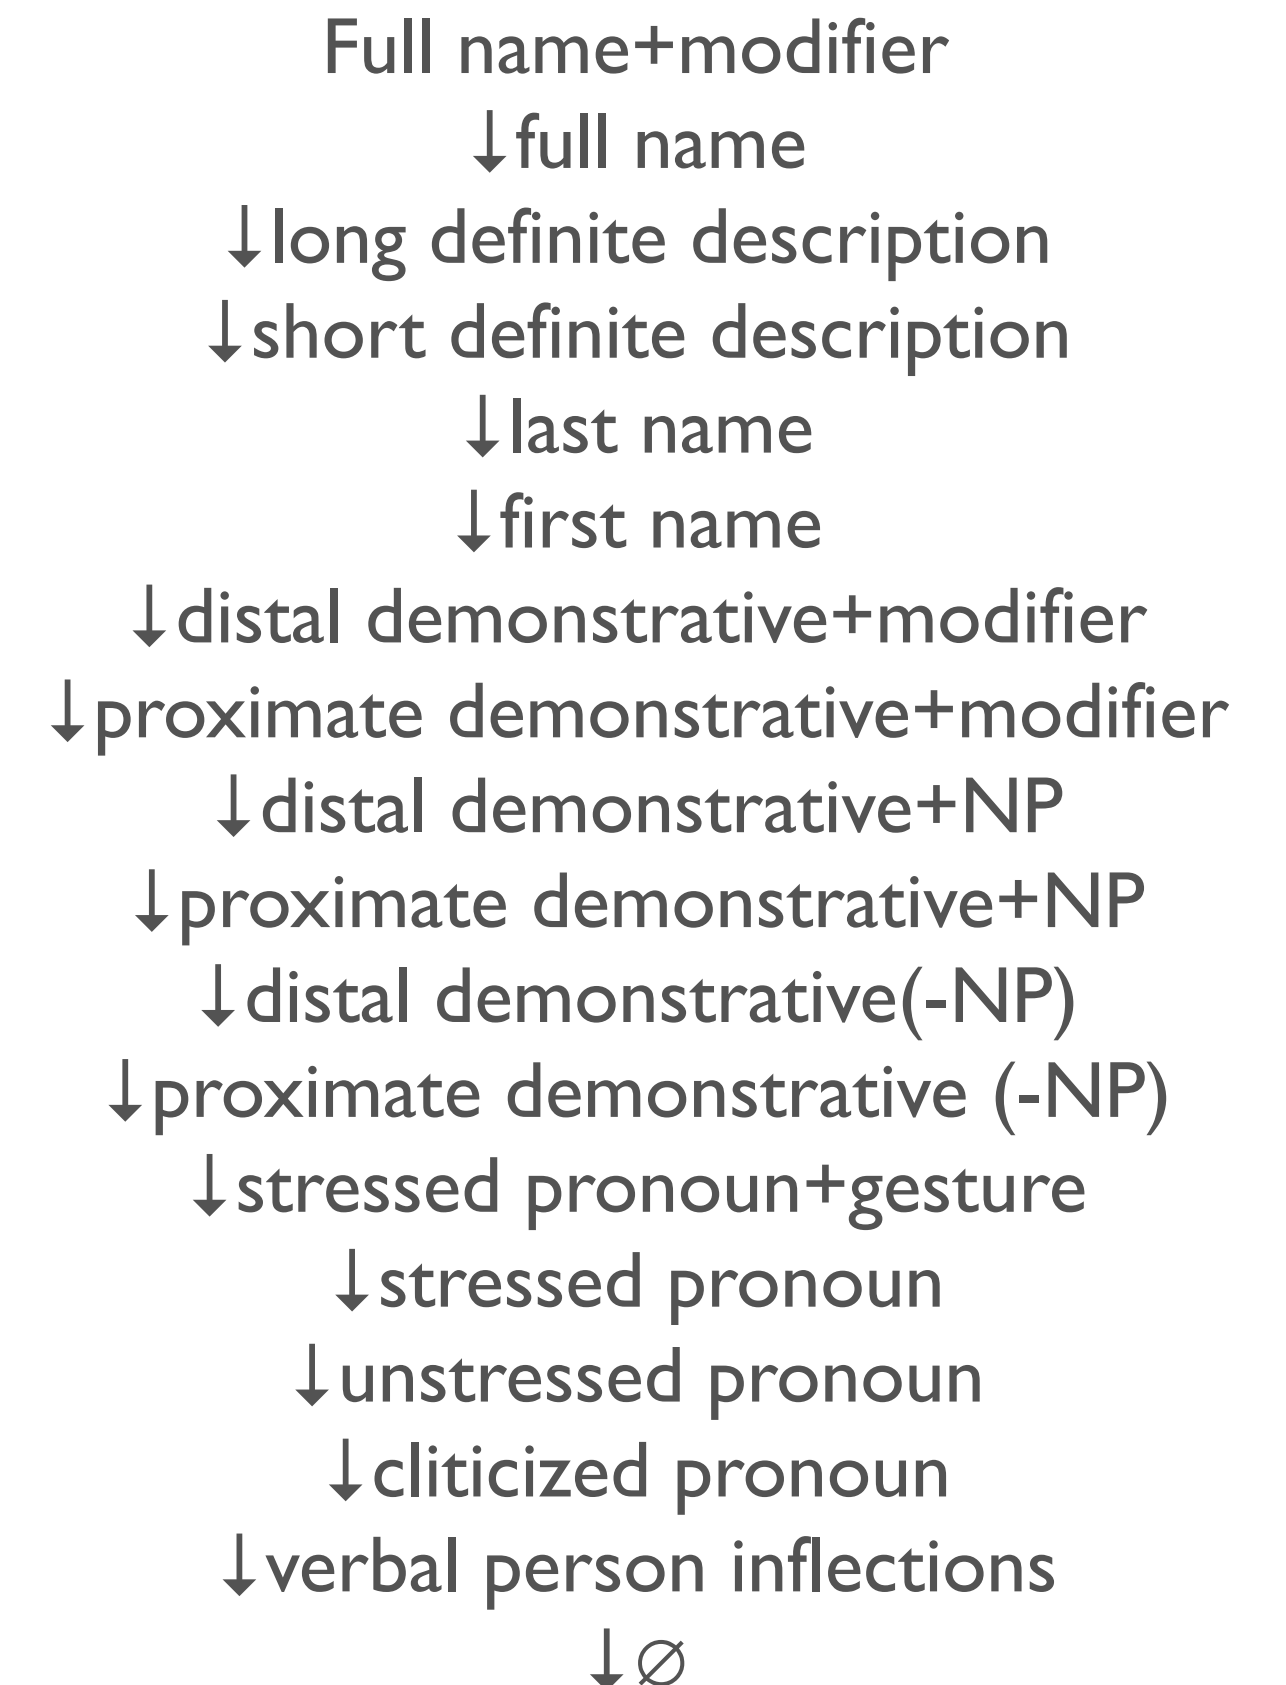 Full name+modifier
↓full name
↓long definite description
↓short definite description
↓last name
↓first name
↓distal demonstrative+modifier
↓proximate demonstrative+modifier
↓distal demonstrative+NP
↓proximate demonstrative+NP
↓distal demonstrative(-NP)
↓proximate demonstrative (-NP)
↓stressed pronoun+gesture
↓stressed pronoun
↓unstressed pronoun
↓cliticized pronoun
↓verbal person inflections
↓∅